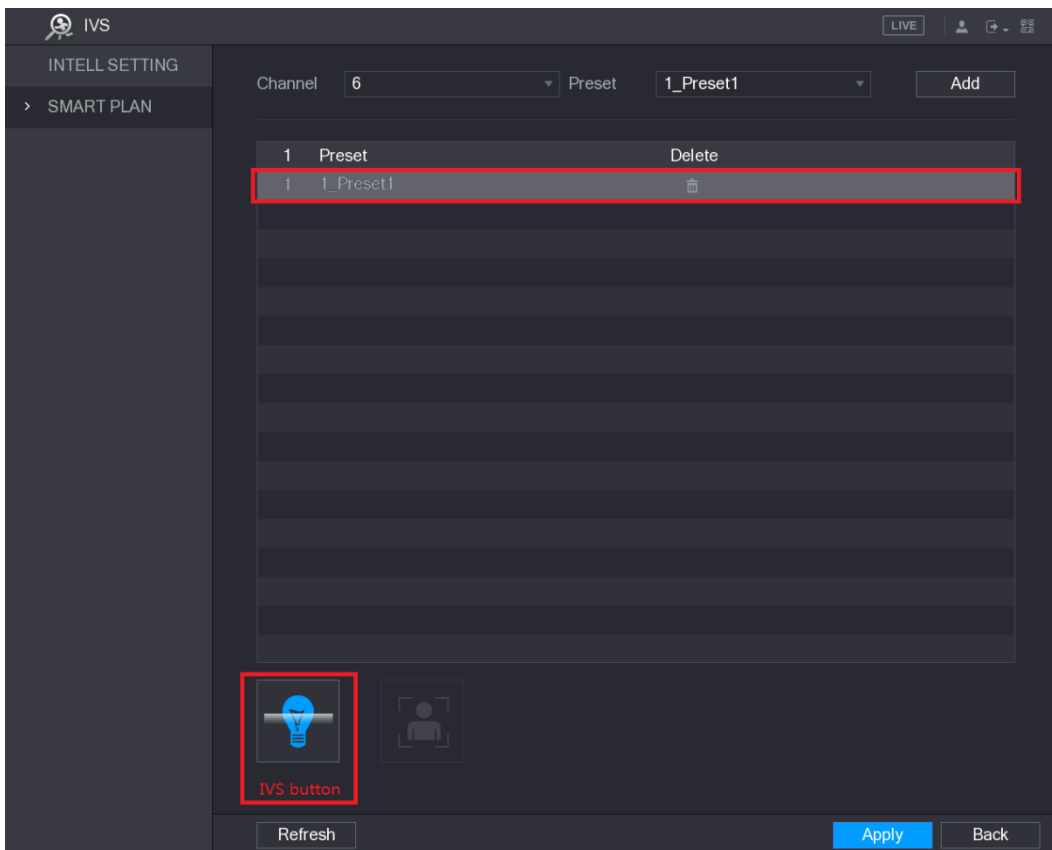 IVS LIVE
INTELL SETTING
SMART PLAN
Channel 6 Preset 1_Preset1 Add
1 Preset Delete
1 1_Preset1
IVS button
Refresh Apply Back